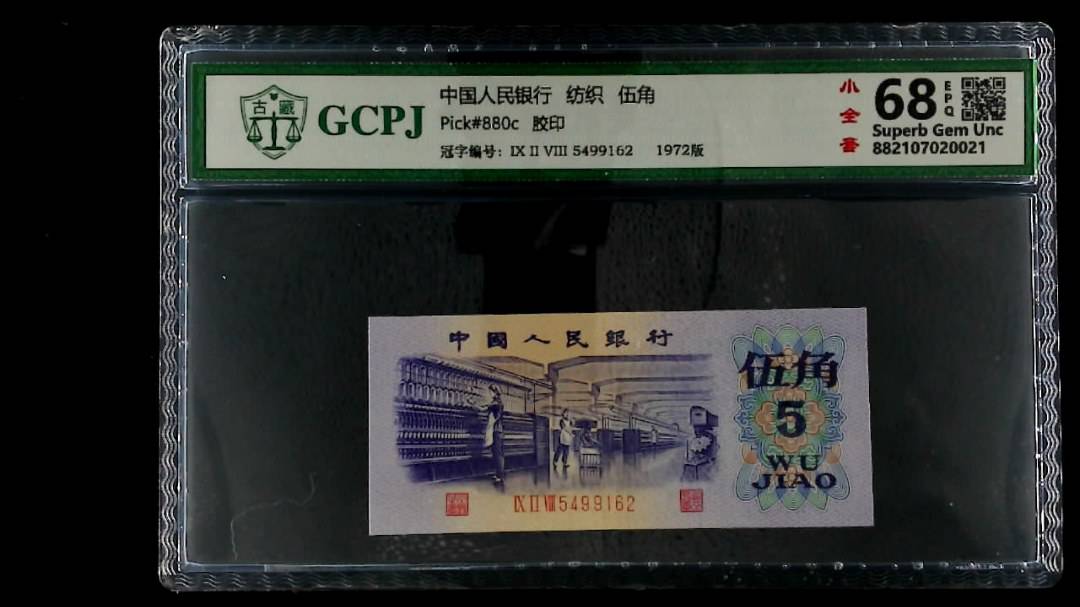 古藏
GCPJ
中国人民银行 纺织 伍角
Pick#880c 胶印
冠字编号: IX II VIII 5499162 1972版
小全套
68
EPQ
Superb Gem Unc
882107020021
中國人民銀行
伍角
5
WU
JIAO
IX II VIII 5499162